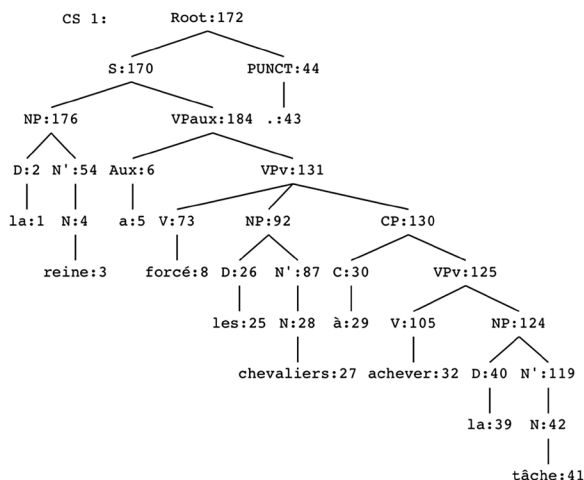 CS 1: Root:172
S:170 PUNCT:44
NP:176 VPaux:184 .:43
D:2 N':54 Aux:6 VPv:131
la:1 N:4 a:5 V:73 NP:92 CP:130
reine:3 forcé:8 D:26 N':87 C:30 VPv:125
les:25 N:28 à:29 V:105 NP:124
chevaliers:27 achever:32 D:40 N':119
la:39 N:42
tâche:41